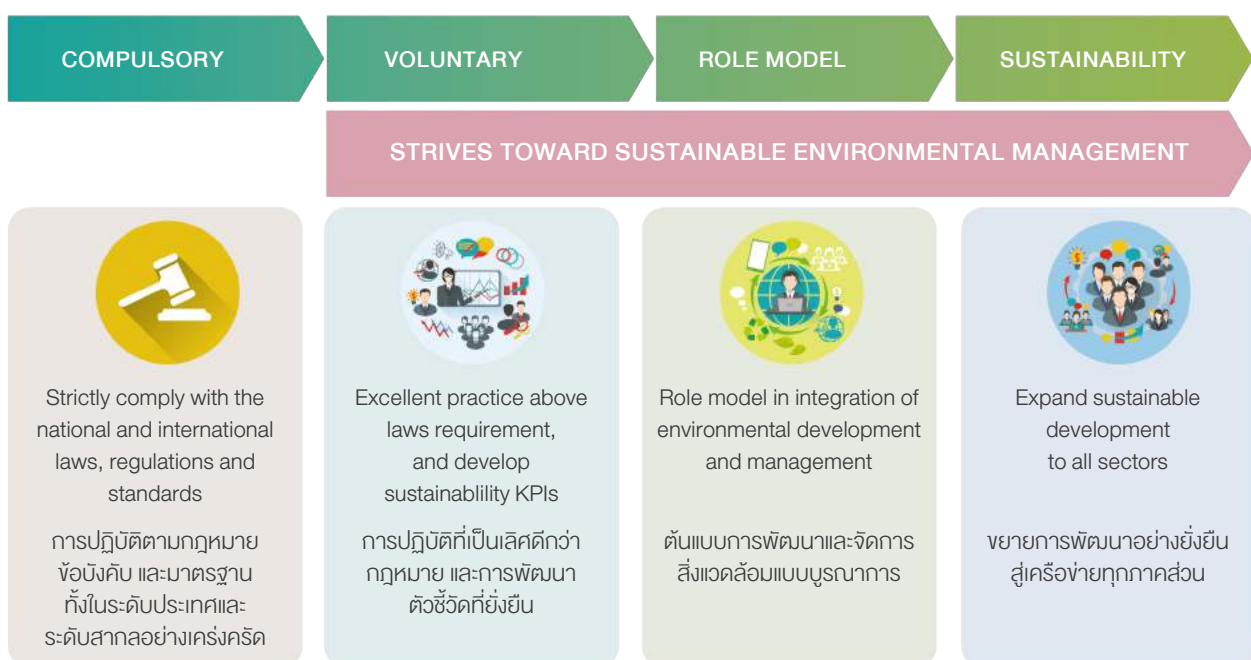 COMPULSORY
VOLUNTARY
ROLE MODEL
SUSTAINABILITY
STRIVES TOWARD SUSTAINABLE ENVIRONMENTAL MANAGEMENT
Strictly comply with the
national and international
laws, regulations and
standards
การปฏิบัติตามกฎหมาย
ข้อบังคับ และมาตรฐาน
ทั้งในระดับประเทศและ
ระดับสากลอย่างเคร่งครัด
Excellent practice above
laws requirement,
and develop
sustainablility KPIs
การปฏิบัติที่เป็นเลิศดีกว่า
กฎหมาย และการพัฒนา
ตัวชี้วัดที่ยั่งยืน
Role model in integration of
environmental development
and management
ต้นแบบการพัฒนาและจัดการ
สิ่งแวดล้อมแบบบูรณาการ
Expand sustainable
development
to all sectors
ขยายการพัฒนาอย่างยั่งยืน
สู่เครือข่ายทุกภาคส่วน